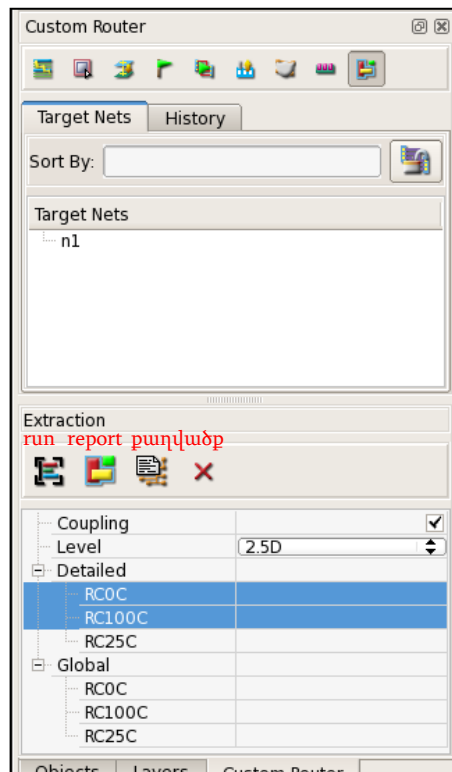 Custom Router
Target Nets History
Sort By:
Target Nets
n1
Extraction
run report քաղվածք
Coupling
Level 2.5D
Detailed
RC0C
RC100C
RC25C
Global
RC0C
RC100C
RC25C
Objects Layers Custom Router